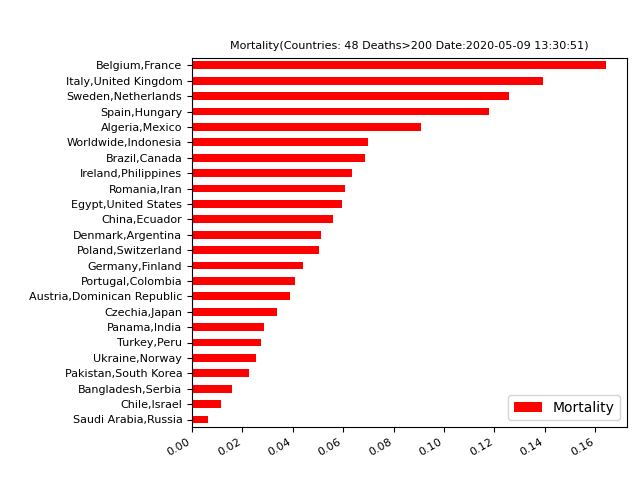 Mortality(Countries: 48 Deaths>200 Date:2020-05-09 13:30:51)
Belgium,France
Italy,United Kingdom
Sweden,Netherlands
Spain,Hungary
Algeria,Mexico
Worldwide,Indonesia
Brazil,Canada
Ireland,Philippines
Romania,Iran
Egypt,United States
China,Ecuador
Denmark,Argentina
Poland,Switzerland
Germany,Finland
Portugal,Colombia
Austria,Dominican Republic
Czechia,Japan
Panama,India
Turkey,Peru
Ukraine,Norway
Pakistan,South Korea
Bangladesh,Serbia
Chile,Israel
Saudi Arabia,Russia
Mortality
0.00 0.02 0.04 0.06 0.08 0.10 0.12 0.14 0.16